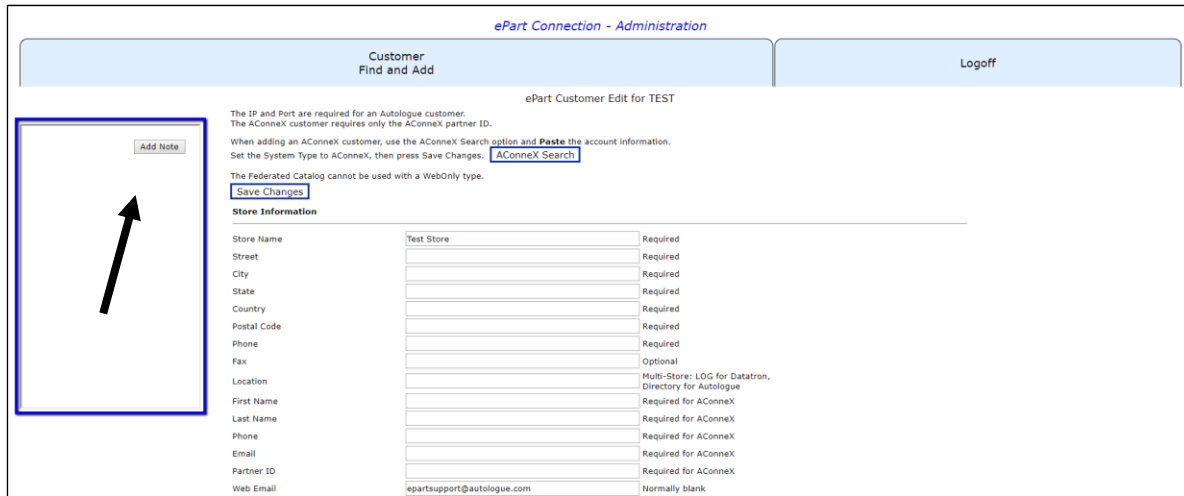 ePart Connection - Administration
Customer
Find and Add
Logoff
ePart Customer Edit for TEST
The IP and Port are required for an Autologue customer.
The AConneX customer requires only the AConneX partner ID.
Add Note
When adding an AConneX customer, use the AConneX Search option and Paste the account information.
Set the System Type to AConneX, then press Save Changes. AConneX Search
The Federated Catalog cannot be used with a WebOnly type.
Save Changes
Store Information
Store Name Test Store Required
Street Required
City Required
State Required
Country Required
Postal Code Required
Phone Required
Fax Optional
Location Multi-Store: LOG for Datatron,
Directory for Autologue
First Name Required for AConneX
Last Name Required for AConneX
Phone Required for AConneX
Email Required for AConneX
Partner ID Required for AConneX
Web Email epartsupport@autologue.com Normally blank